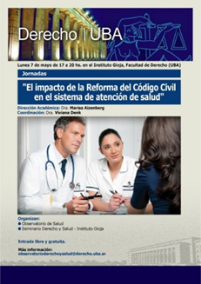 Derecho UBA
Lunes 7 de mayo de 17 a 20 hs. en el Instituto Gioja, Facultad de Derecho (UBA)
Jornadas
"El impacto de la Reforma del Código Civil
en el sistema de atención de salud"
Dirección Académica: Dra. Marisa Aizenberg
Coordinación: Dra. Viviana Denk
Organizan:
Observatorio de Salud
Seminario Derecho y Salud - Instituto Gioja
Entrada libre y gratuita.
Más información:
observatorioderechoysalud@derecho.uba.ar